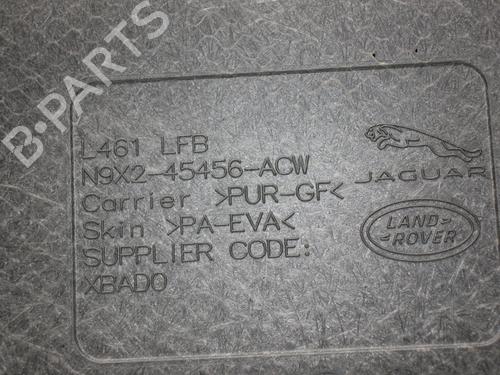 B·PARTS
L461 LFB
N9X2-45456-ACW
Carrier >PUR-GF<
Skin >PA-EVA<
SUPPLIER CODE:
XBADO
JAGUAR
LAND-
-ROVER